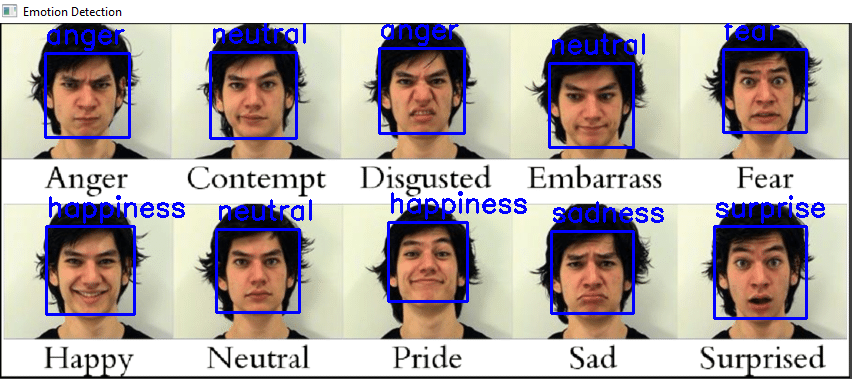 Emotion Detection
anger neutral anger neutral fear
Anger Contempt Disgusted Embarrass Fear
happiness neutral happiness sadness surprise
Happy Neutral Pride Sad Surprised